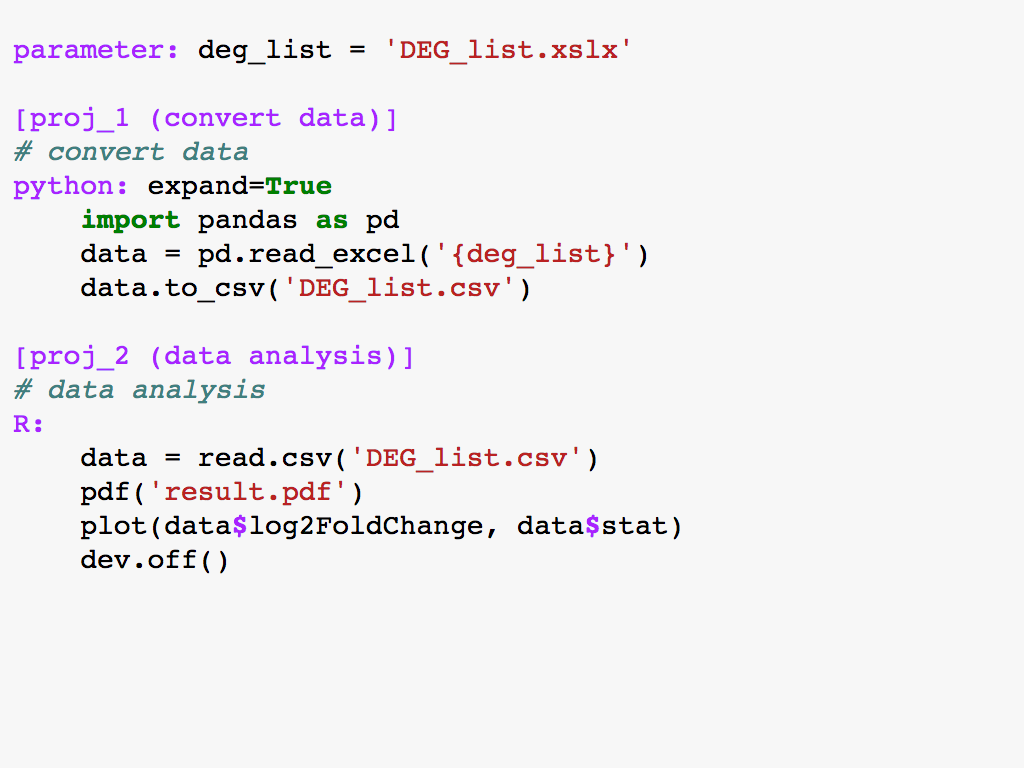 parameter: deg_list = 'DEG_list.xslx'
[proj_1 (convert data)]
# convert data
python: expand=True
    import pandas as pd
    data = pd.read_excel('{deg_list}')
    data.to_csv('DEG_list.csv')
[proj_2 (data analysis)]
# data analysis
R:
    data = read.csv('DEG_list.csv')
    pdf('result.pdf')
    plot(data$log2FoldChange, data$stat)
    dev.off()